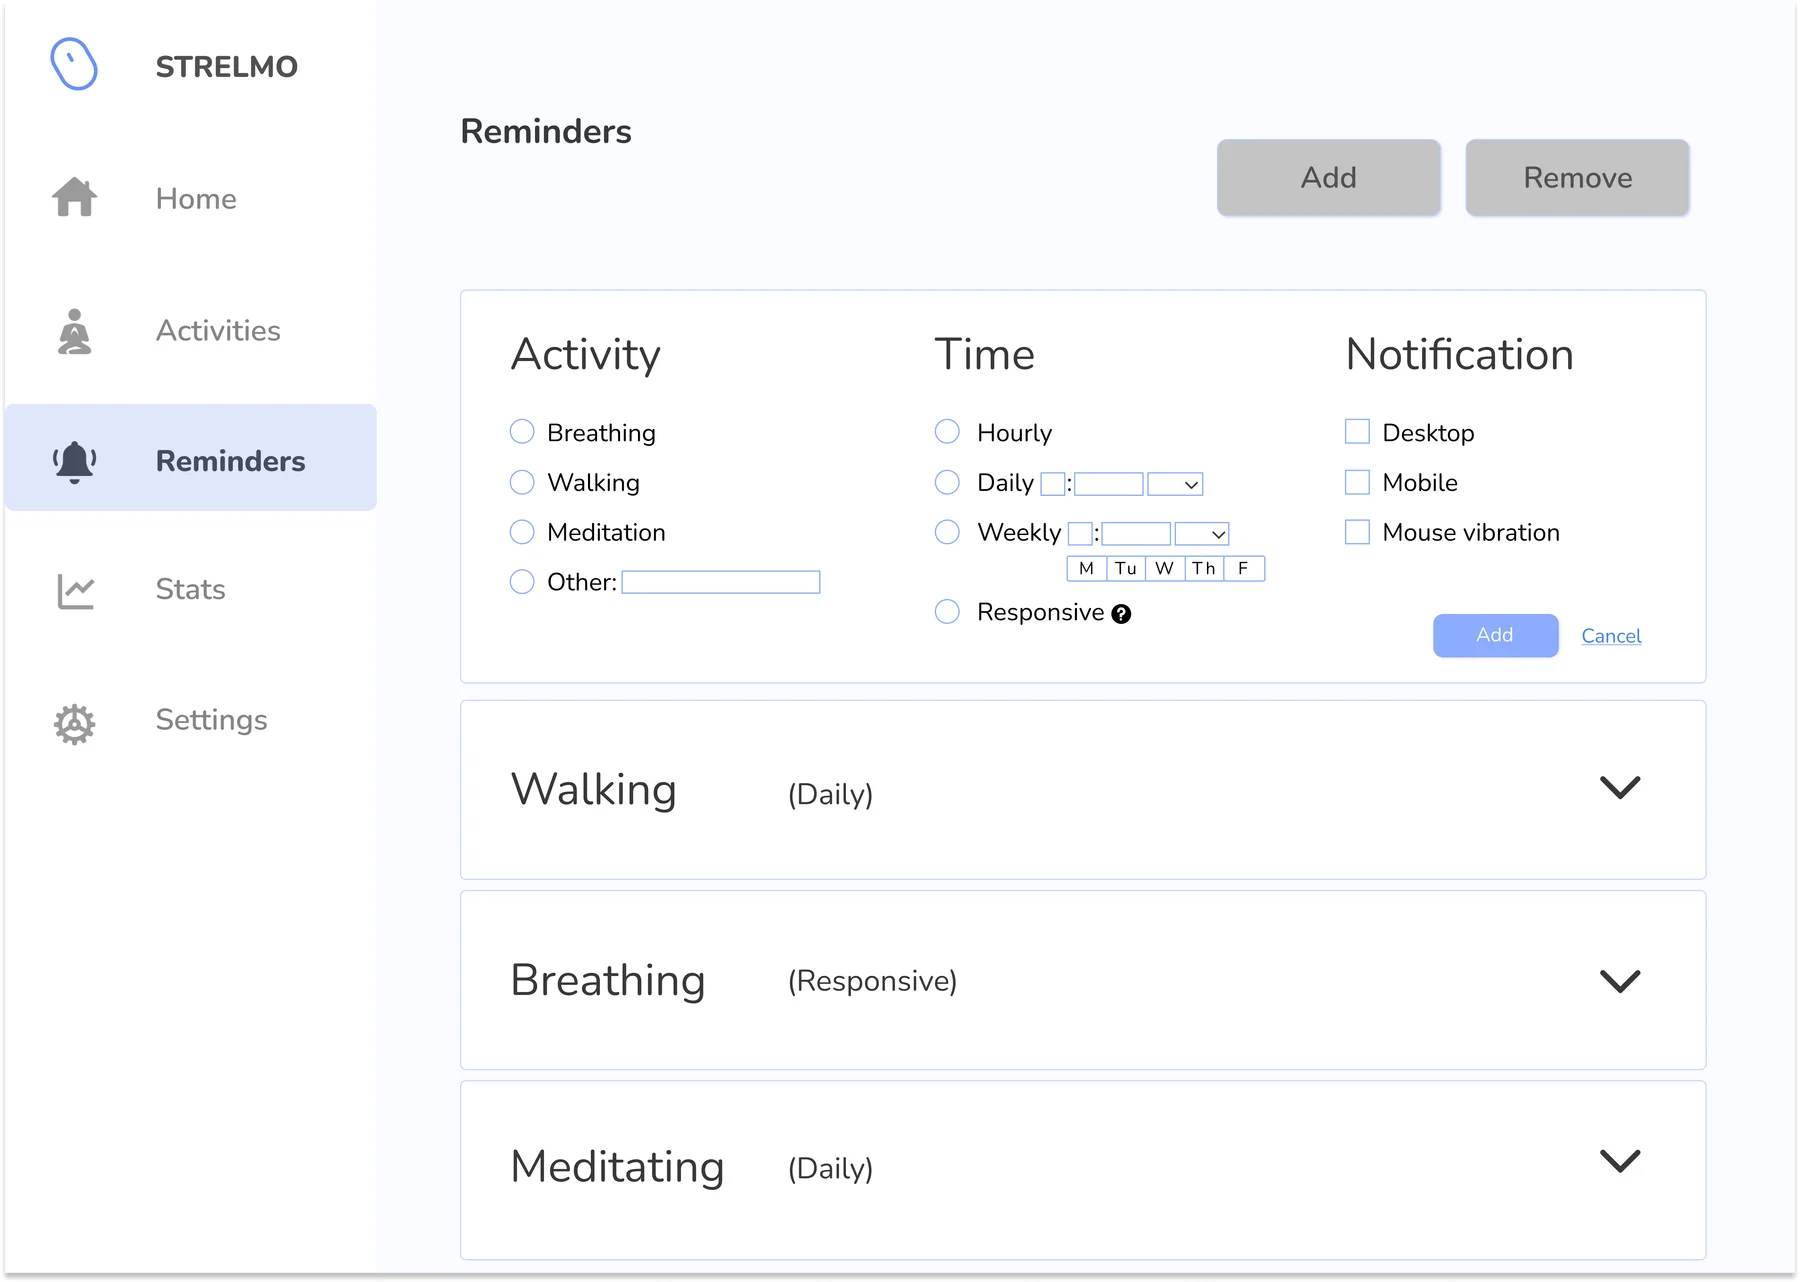 STRELMO
Home
Activities
Reminders
Stats
Settings
Reminders
Add
Remove
Activity
Breathing
Walking
Meditation
Other:
Time
Hourly
Daily :
Weekly :
M Tu W Th F
Responsive ?
Notification
Desktop
Mobile
Mouse vibration
Add
Cancel
Walking (Daily)
Breathing (Responsive)
Meditating (Daily)